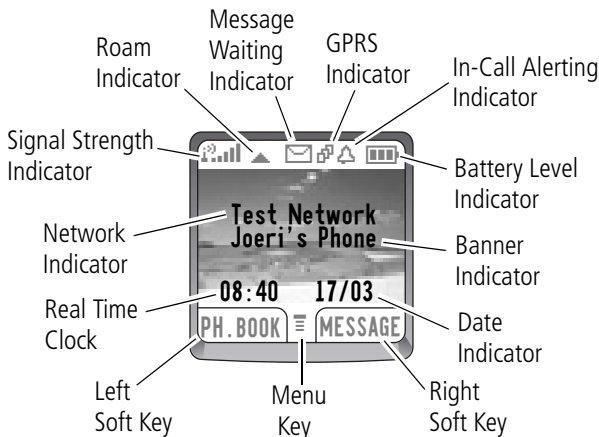 Message
Waiting
Indicator
Roam
Indicator
GPRS
Indicator
In-Call Alerting
Indicator
Signal Strength
Indicator
Battery Level
Indicator
Network
Indicator
Test Network
Joeri's Phone
Banner
Indicator
Real Time
Clock
08:40 17/03
Date
Indicator
PH.BOOK MESSAGE
Left
Soft Key
Menu
Key
Right
Soft Key